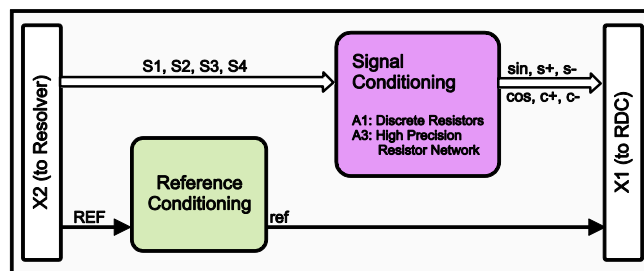 X2 (to Resolver)
S1, S2, S3, S4
Signal
Conditioning
A1: Discrete Resistors
A3: High Precision
Resistor Network
sin, s+, s-
cos, c+, c-
X1 (to RDC)
REF
Reference
Conditioning
ref